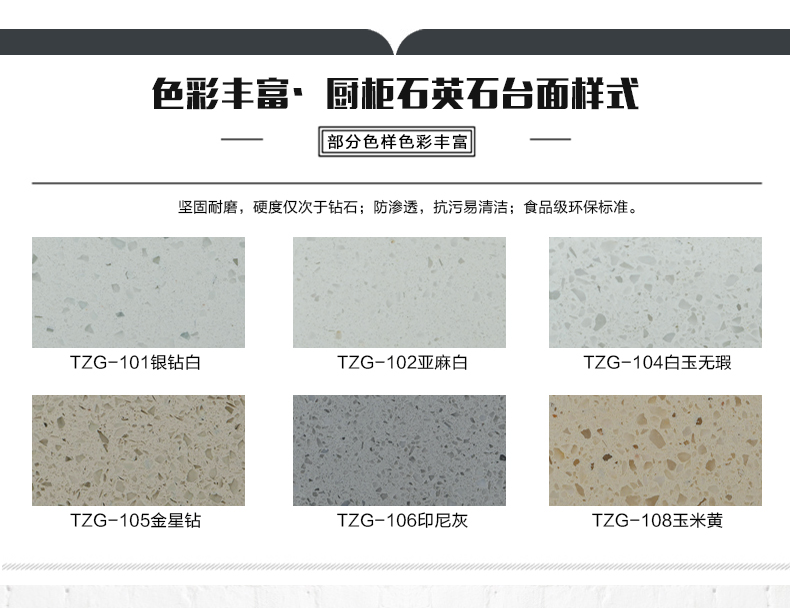 色彩丰富· 厨柜石英石台面样式
部分色样色彩丰富
坚固耐磨，硬度仅次于钻石；防渗透，抗污易清洁；食品级环保标准。
TZG-101银钻白
TZG-102亚麻白
TZG-104白玉无瑕
TZG-105金星钻
TZG-106印尼灰
TZG-108玉米黄